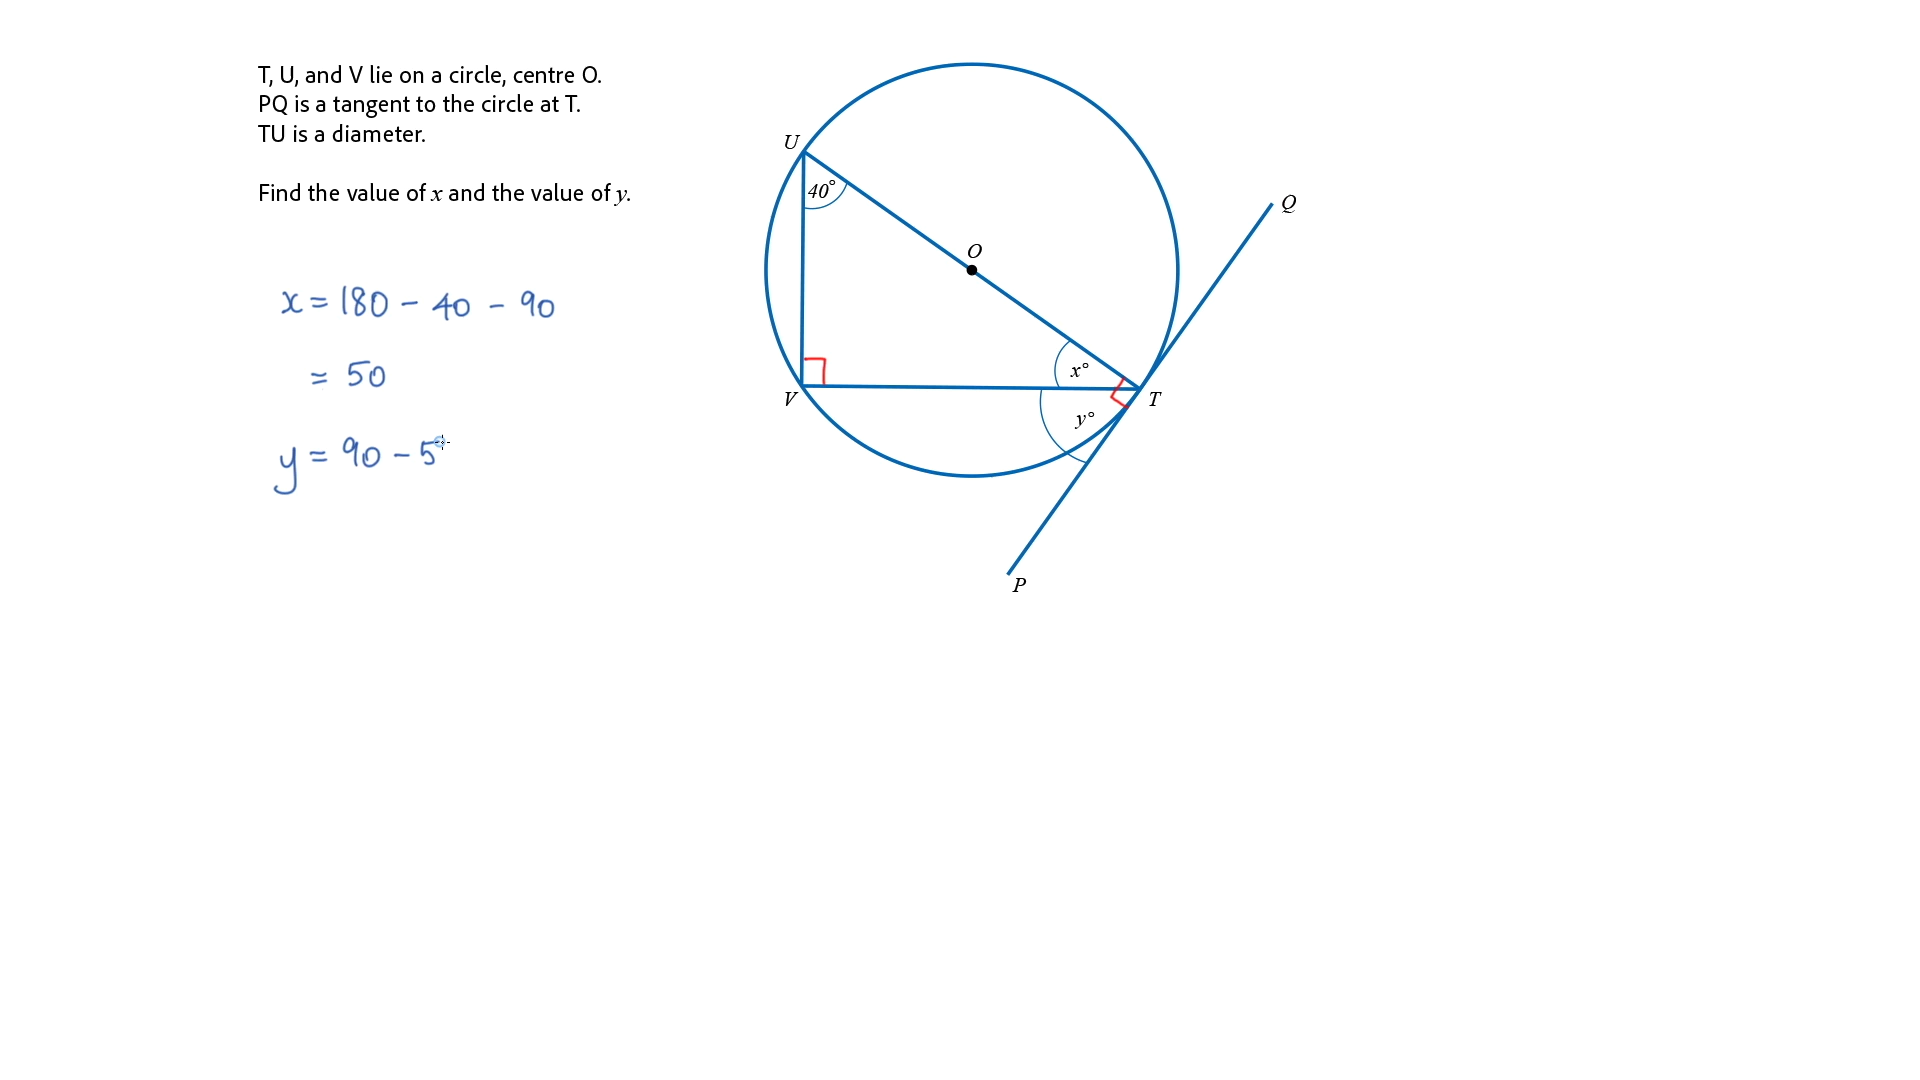 T, U, and V lie on a circle, centre O.
PQ is a tangent to the circle at T.
TU is a diameter.
Find the value of x and the value of y.
x = 180 - 40 - 90
= 50
y = 90 - 5
U
40°
O
Q
x°
V
T
y°
P